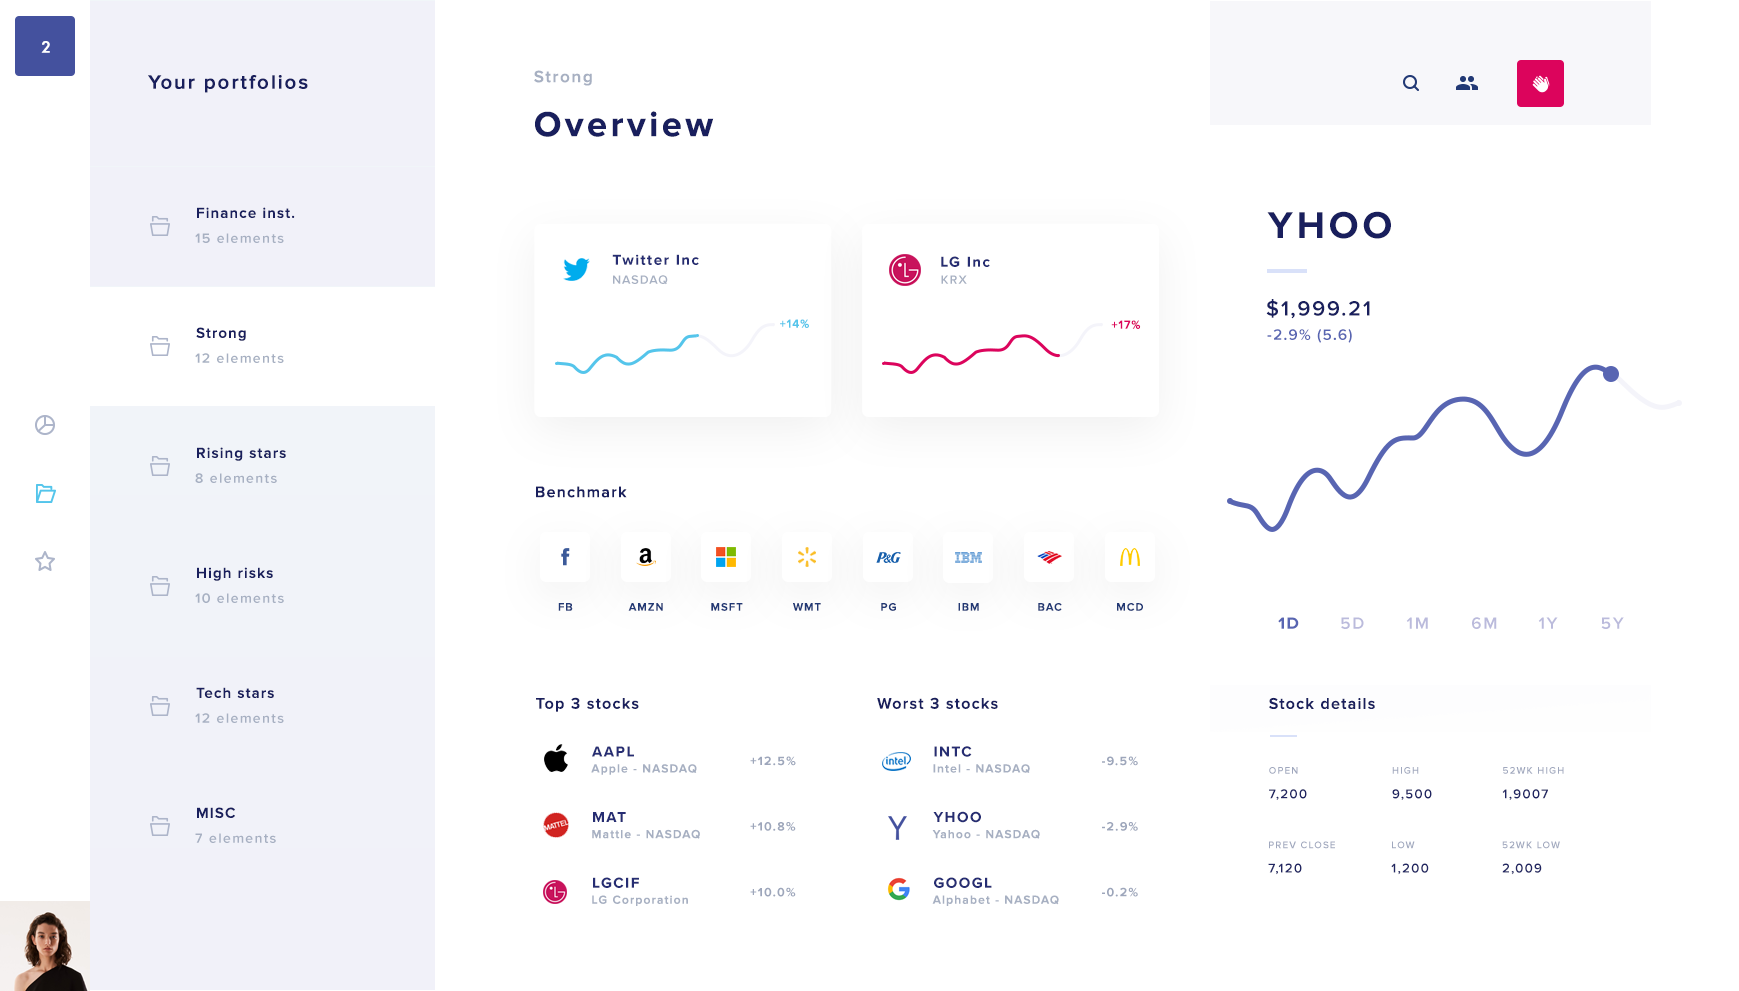 2
Your portfolios
Finance inst.
15 elements
Strong
12 elements
Rising stars
8 elements
High risks
10 elements
Tech stars
12 elements
MISC
7 elements
Strong
Overview
Twitter Inc
NASDAQ
+14%
LG Inc
KRX
+17%
Benchmark
f
a
P&G
IBM
FB
AMZN
MSFT
WMT
PG
IBM
BAC
MCD
Top 3 stocks
AAPL
Apple - NASDAQ
+12.5%
MATTEL
MAT
Mattle - NASDAQ
+10.8%
LGCIF
LG Corporation
+10.0%
Worst 3 stocks
intel
INTC
Intel - NASDAQ
-9.5%
Y
YHOO
Yahoo - NASDAQ
-2.9%
G
GOOGL
Alphabet - NASDAQ
-0.2%
YHOO
$1,999.21
-2.9% (5.6)
1D 5D 1M 6M 1Y 5Y
Stock details
OPEN
7,200
HIGH
9,500
52WK HIGH
1,9007
PREV CLOSE
7,120
LOW
1,200
52WK LOW
2,009